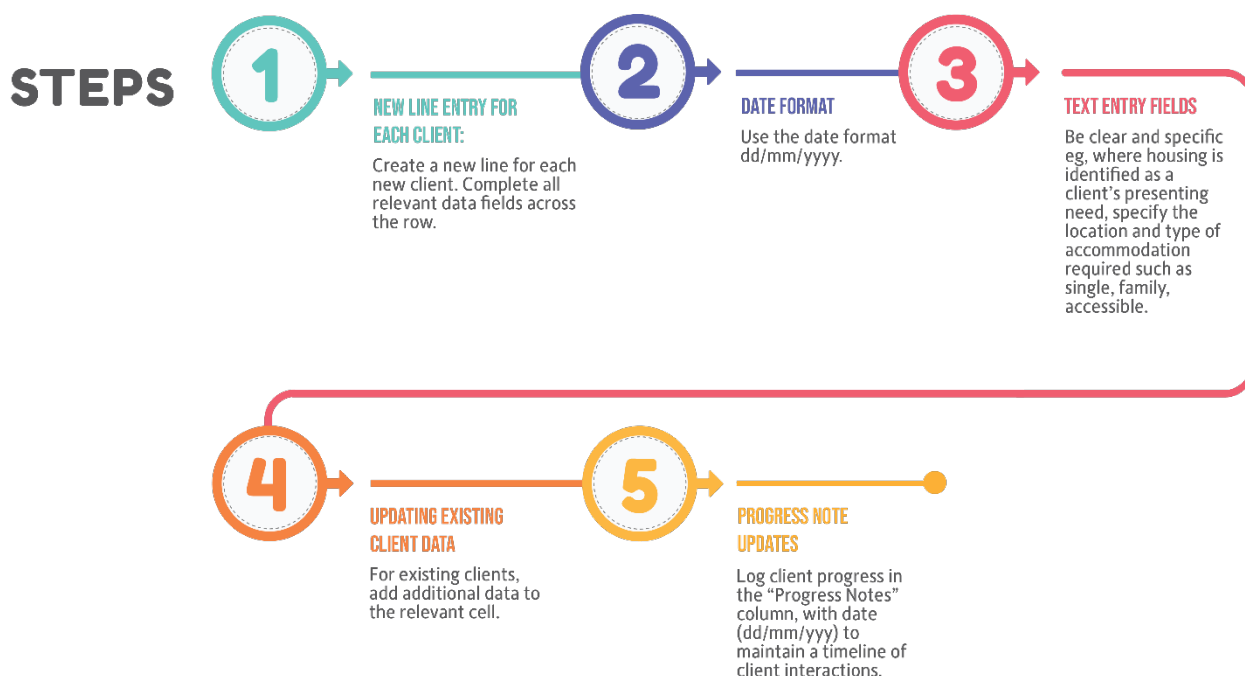 STEPS
1
NEW LINE ENTRY FOR
EACH CLIENT:
Create a new line for each
new client. Complete all
relevant data fields across
the row.
2
DATE FORMAT
Use the date format
dd/mm/yyyy.
3
TEXT ENTRY FIELDS
Be clear and specific
eg, where housing is
identified as a
client’s presenting
need, specify the
location and type of
accommodation
required such as
single, family,
accessible.
4
UPDATING EXISTING
CLIENT DATA
For existing clients,
add additional data to
the relevant cell.
5
PROGRESS NOTE
UPDATES
Log client progress in
the “Progress Notes”
column, with date
(dd/mm/yyy) to
maintain a timeline of
client interactions.